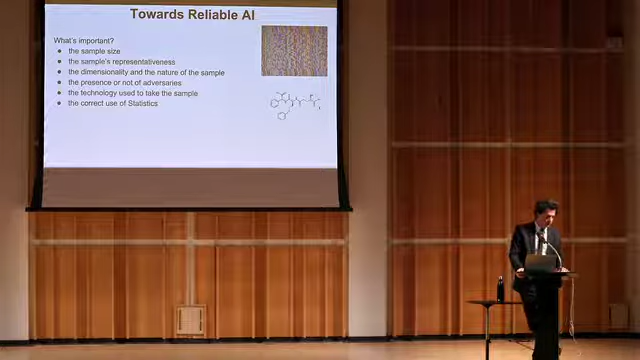 Towards Reliable AI
What's important?
● the sample size
● the sample's representativeness
● the dimensionality and the nature of the sample
● the presence or not of adversaries
● the technology used to take the sample
● the correct use of Statistics